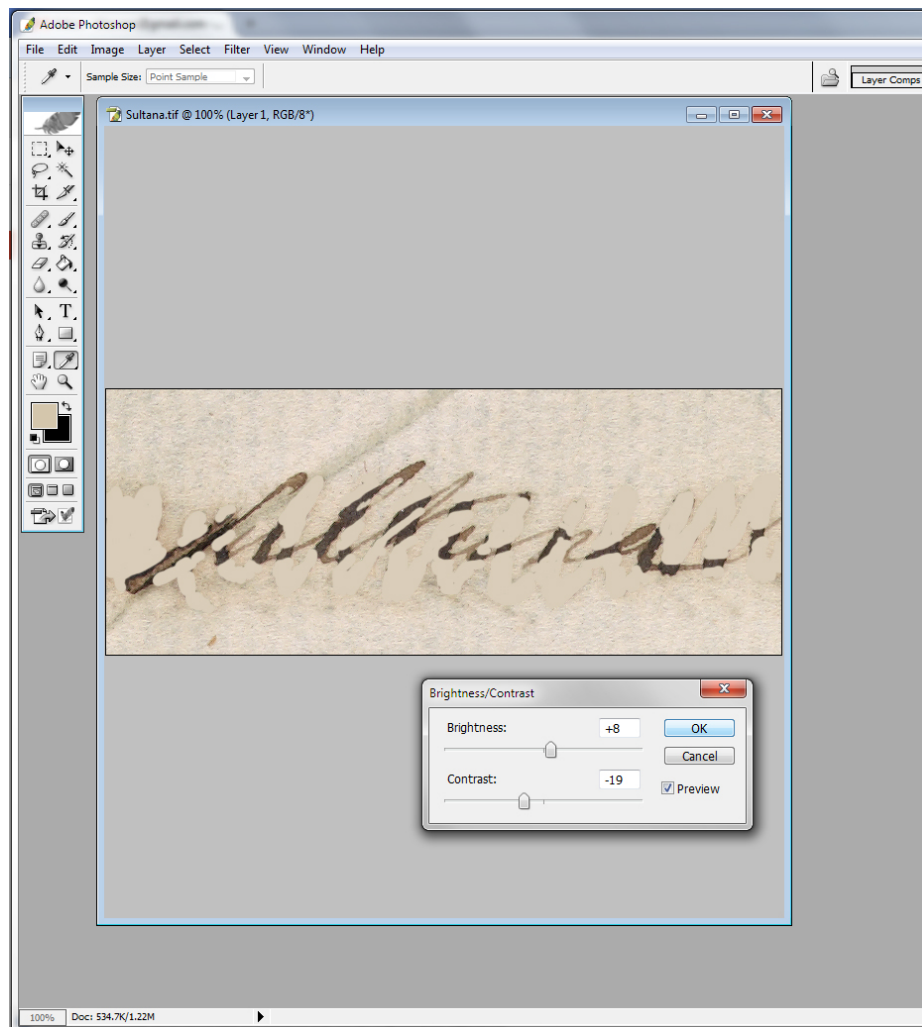 Adobe Photoshop
File Edit Image Layer Select Filter View Window Help
Sample Size: Point Sample
Layer Comps
Sultana.tif @ 100% (Layer 1, RGB/8*)
Sultana
Brightness/Contrast
Brightness: +8 OK
Cancel
Contrast: -19
Preview
100% Doc: 534.7K/1.22M